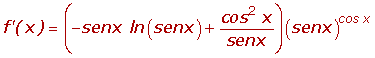 f'(x) = (-senx ln(senx) + cos² x / senx) (senx)^cos x